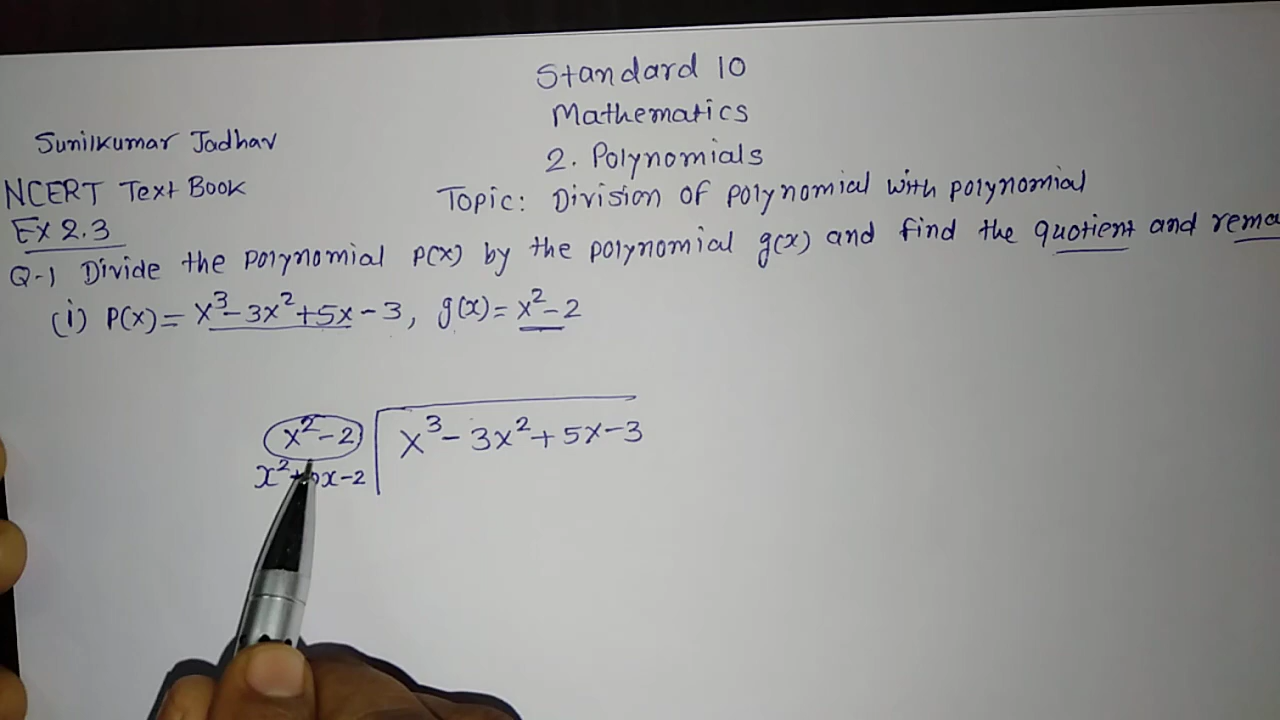 Standard 10
Mathematics
Sunilkumar Jadhav
2. Polynomials
NCERT Text Book
Topic: Division of polynomial with polynomial
Ex 2.3
Q-1 Divide the polynomial P(x) by the polynomial g(x) and find the quotient and rema
(i) P(x) = x³ - 3x² + 5x - 3, g(x) = x² - 2
x² - 2 x³ - 3x² + 5x - 3